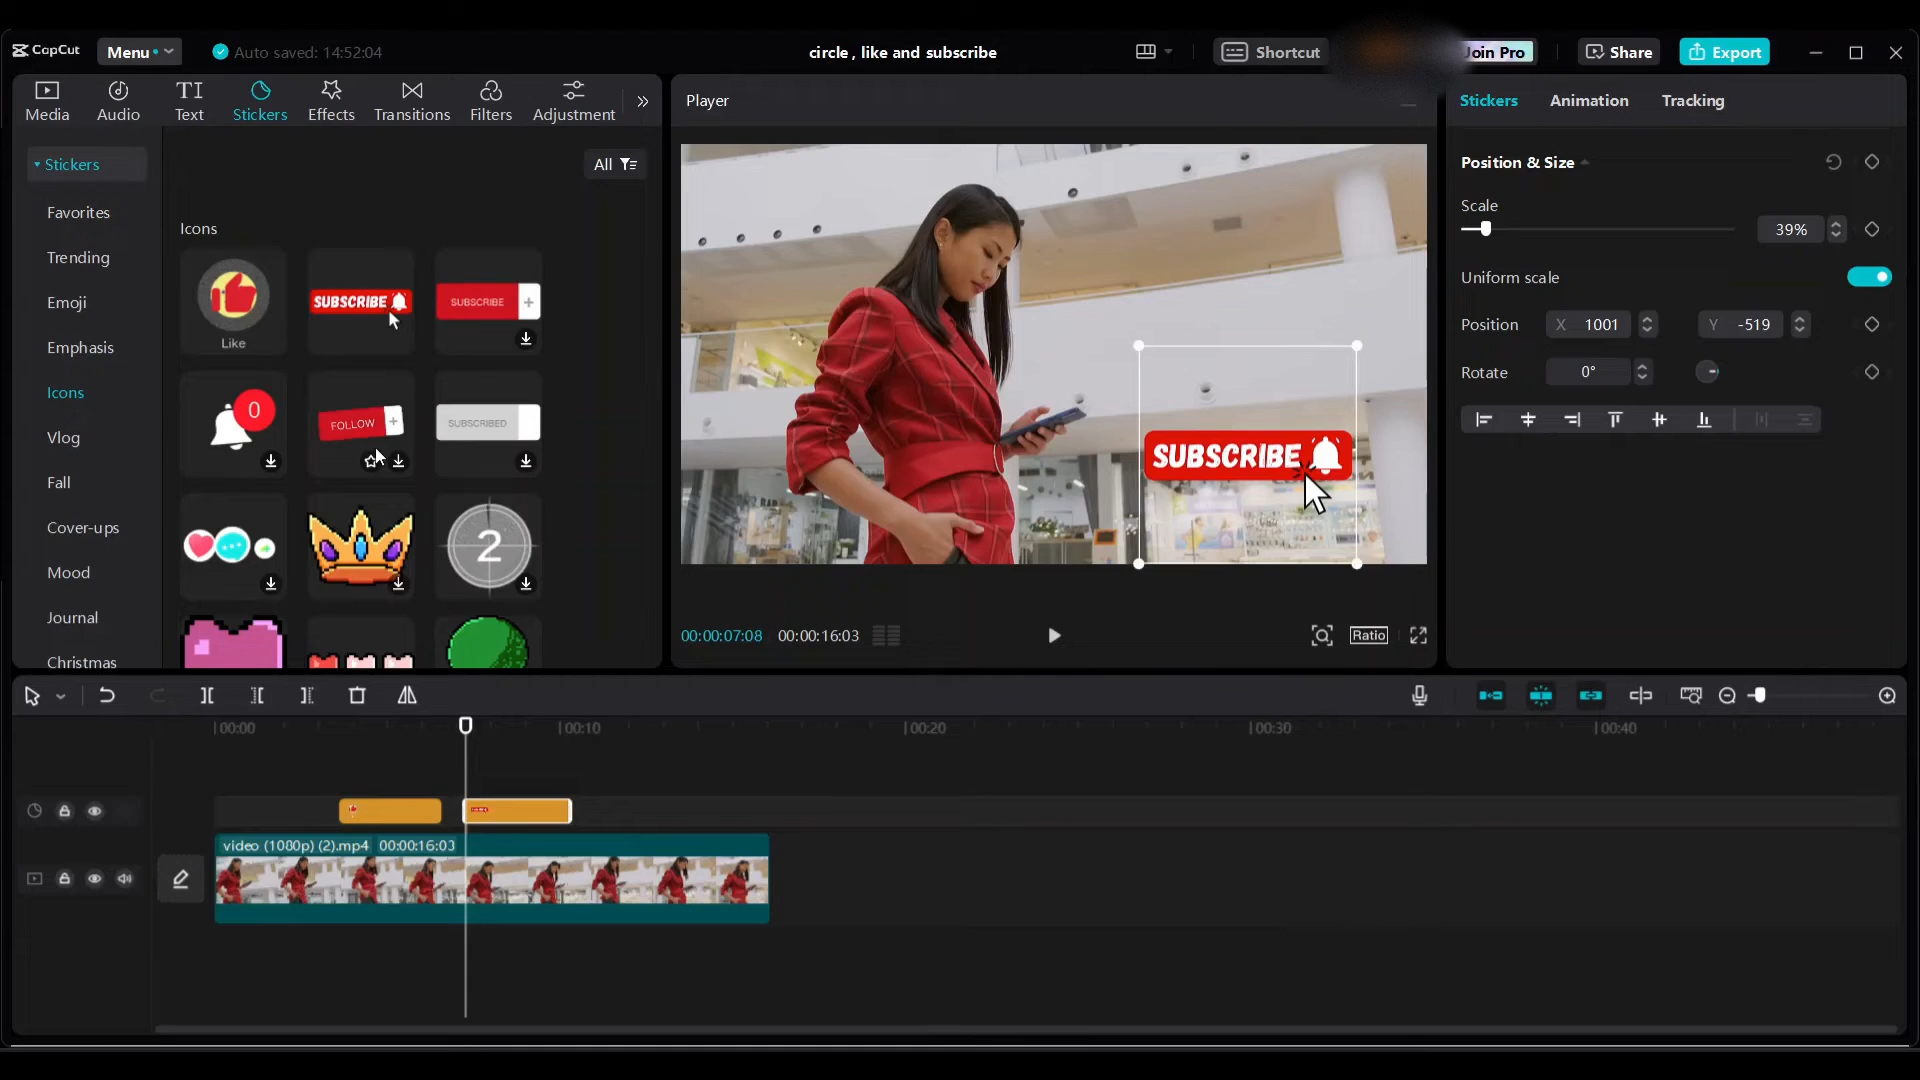 CapCut
Menu
Auto saved: 14:52:04
circle , like and subscribe
Shortcut
Join Pro
Share
Export
Media
Audio
TI
Text
Stickers
Effects
Transitions
Filters
Adjustment
Player
Stickers
Animation
Tracking
Stickers
Favorites
Trending
Emoji
Emphasis
Icons
Vlog
Fall
Cover-ups
Mood
Journal
Christmas
All
Icons
Like
SUBSCRIBE
SUBSCRIBE +
0
FOLLOW +
SUBSCRIBED
2
SUBSCRIBE
00:00:07:08
00:00:16:03
Ratio
Position & Size
Scale
39%
Uniform scale
Position
X 1001
Y -519
Rotate
0°
00:00
00:10
00:20
00:30
00:40
video (1080p) (2).mp4 00:00:16:03